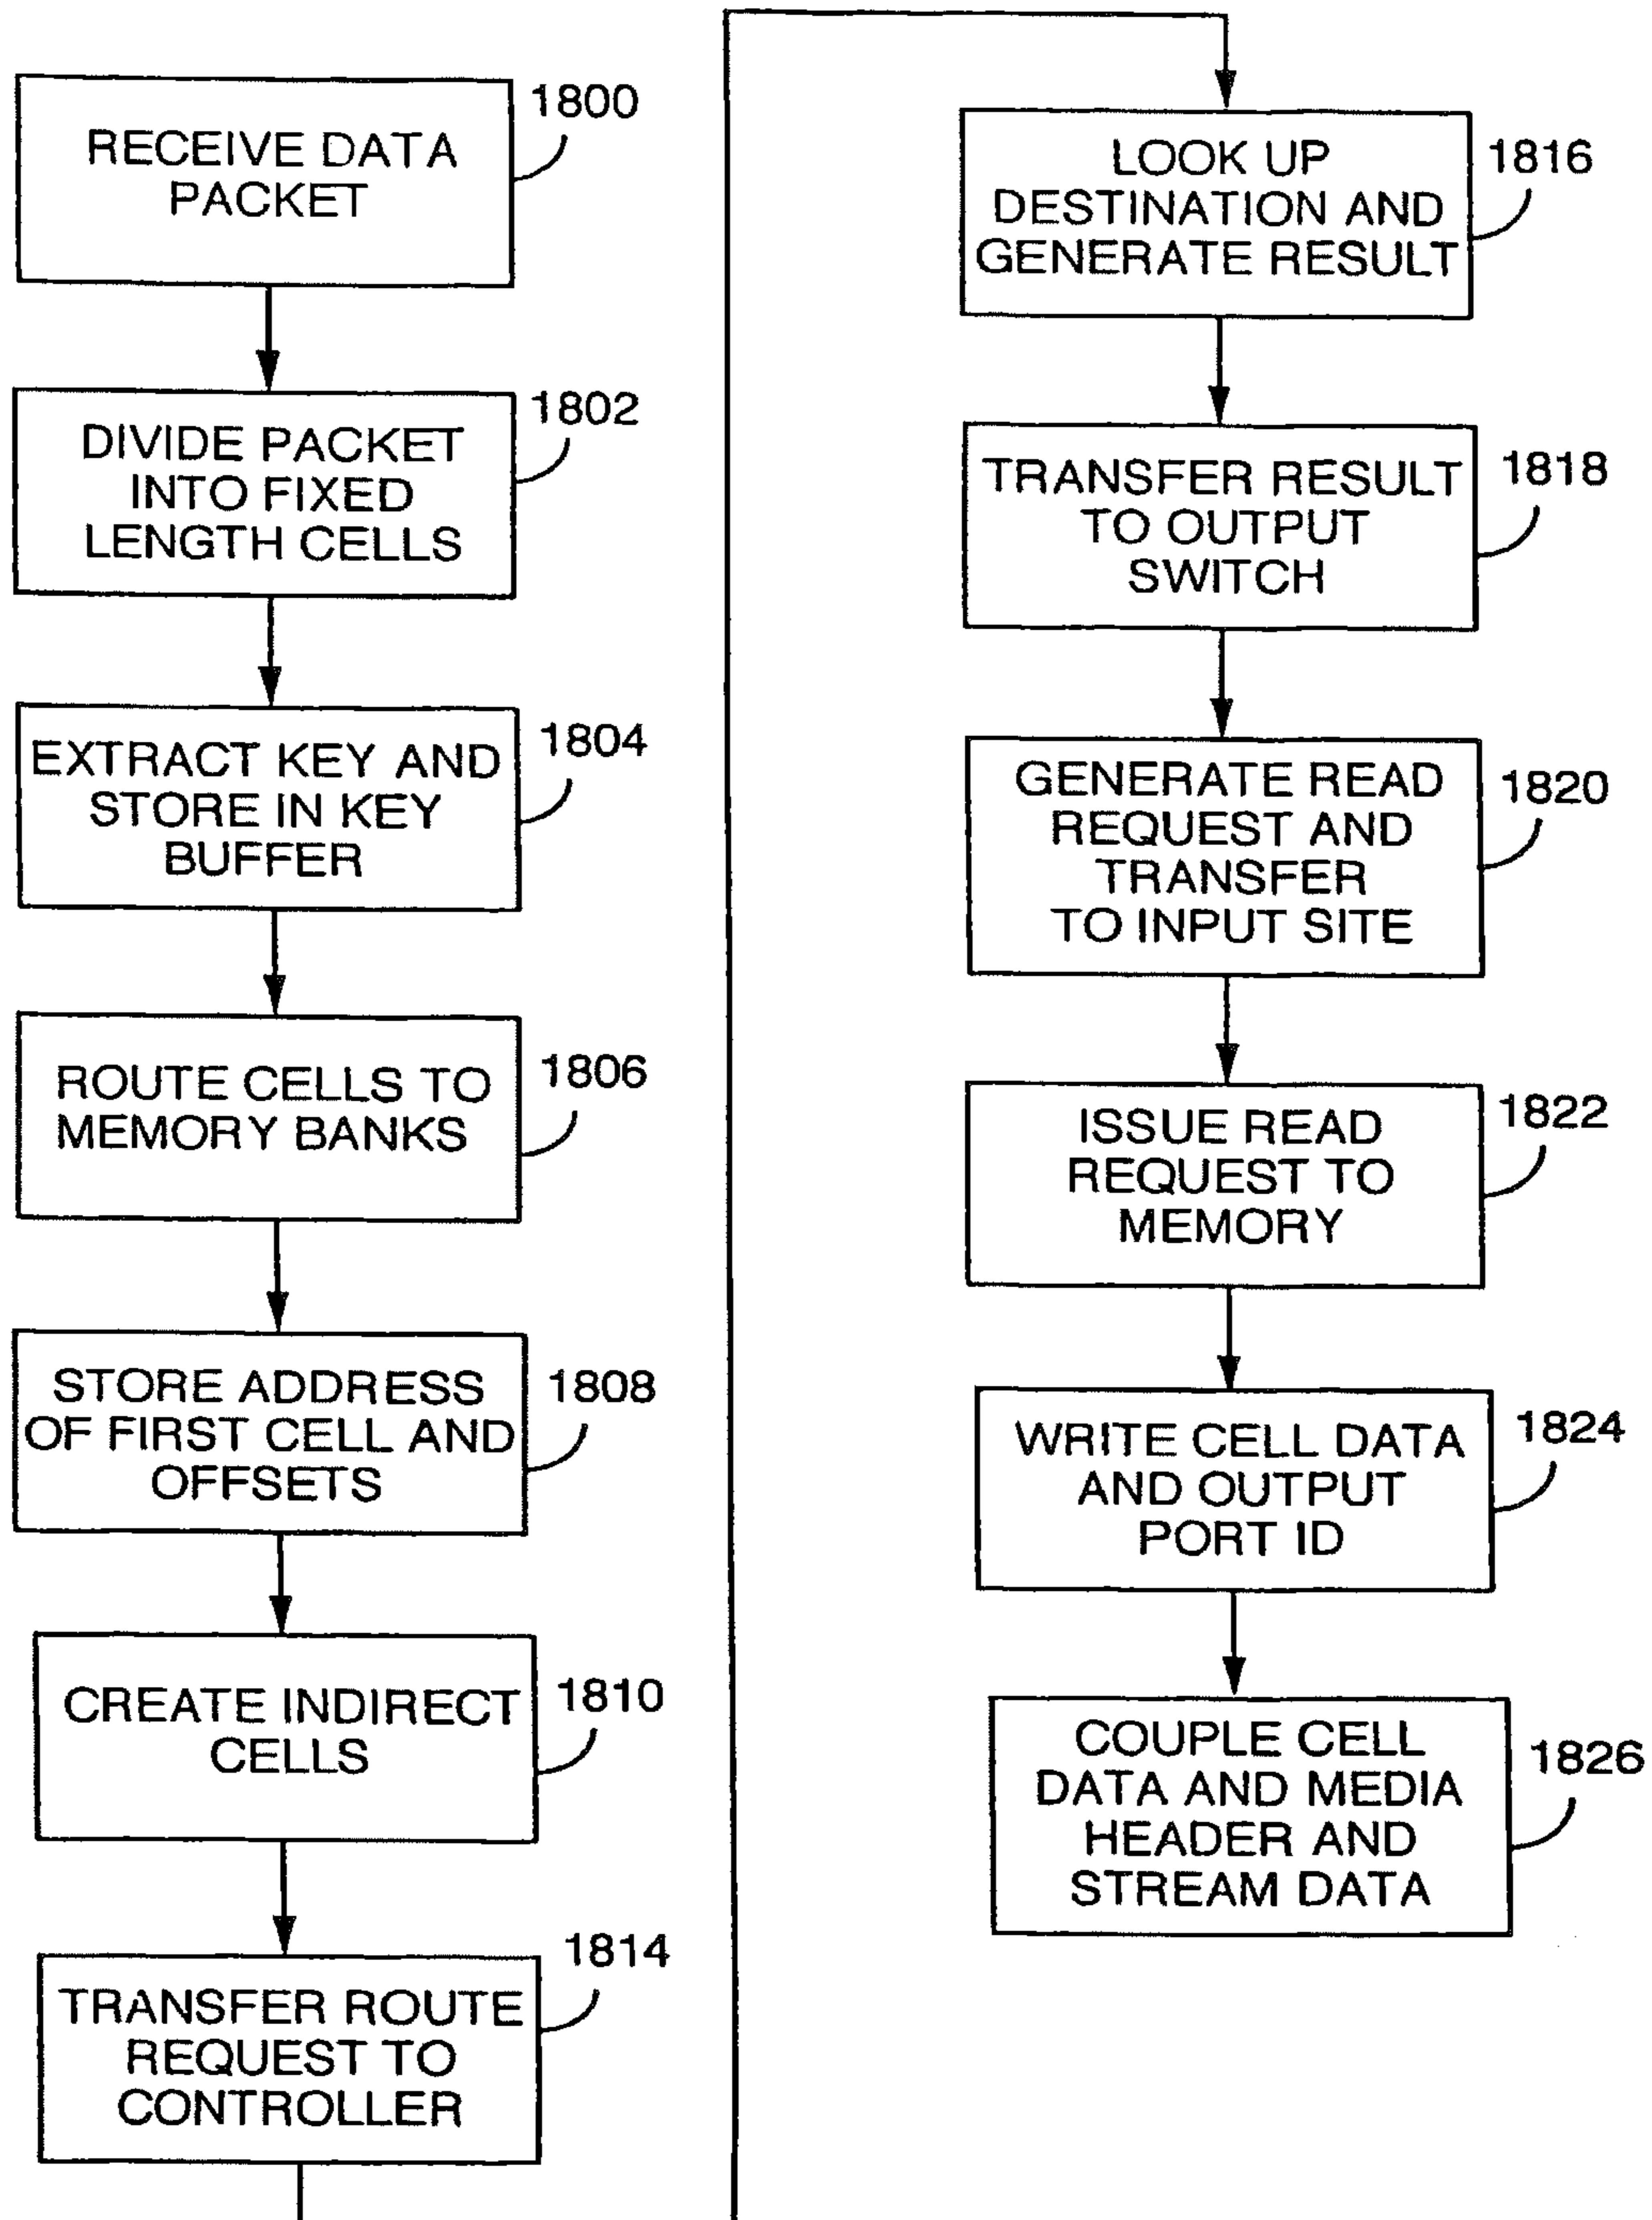 1800
RECEIVE DATA
PACKET
1802
DIVIDE PACKET
INTO FIXED
LENGTH CELLS
1804
EXTRACT KEY AND
STORE IN KEY
BUFFER
1806
ROUTE CELLS TO
MEMORY BANKS
1808
STORE ADDRESS
OF FIRST CELL AND
OFFSETS
1810
CREATE INDIRECT
CELLS
1814
TRANSFER ROUTE
REQUEST TO
CONTROLLER
1816
LOOK UP
DESTINATION AND
GENERATE RESULT
1818
TRANSFER RESULT
TO OUTPUT
SWITCH
1820
GENERATE READ
REQUEST AND
TRANSFER
TO INPUT SITE
1822
ISSUE READ
REQUEST TO
MEMORY
1824
WRITE CELL DATA
AND OUTPUT
PORT ID
1826
COUPLE CELL
DATA AND MEDIA
HEADER AND
STREAM DATA